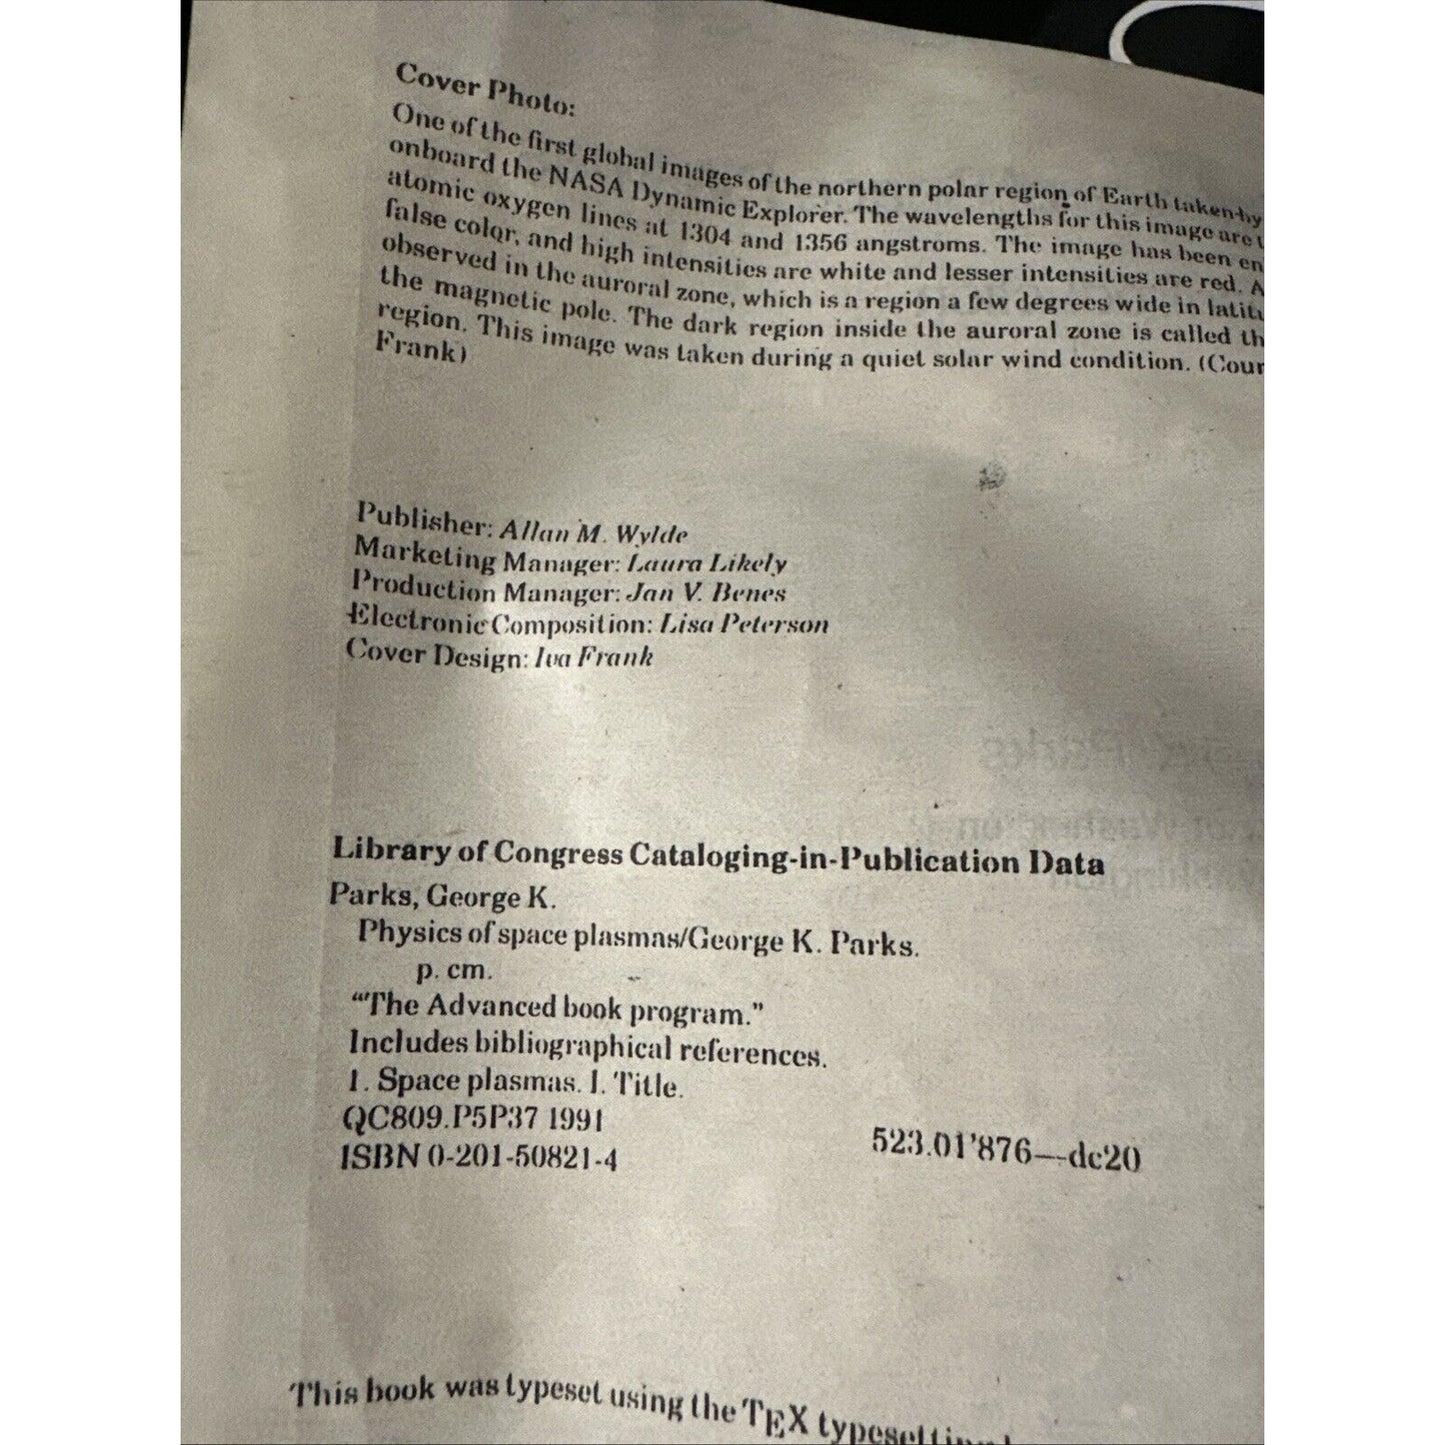 Cover Photo:
One of the first global images of the northern polar region of Earth taken by
onboard the NASA Dynamic Explorer. The wavelengths for this image are
atomic oxygen lines at 1304 and 1356 angstroms. The image has been en
false color, and high intensities are white and lesser intensities are red. A
observed in the auroral zone, which is a region a few degrees wide in latitu
the magnetic pole. The dark region inside the auroral zone is called th
region. This image was taken during a quiet solar wind condition. (Cour
Frank)
Publisher: Allan M. Wylde
Marketing Manager: Laura Likely
Production Manager: Jan V. Benes
Electronic Composition: Lisa Peterson
Cover Design: Iva Frank
Library of Congress Cataloging-in-Publication Data
Parks, George K.
Physics of space plasmas/George K. Parks.
p. cm.
"The Advanced book program."
Includes bibliographical references.
1. Space plasmas. I. Title.
QC809.P5P37 1991
523.01'876—dc20
ISBN 0-201-50821-4
This book was typeset using the TEX typesetting